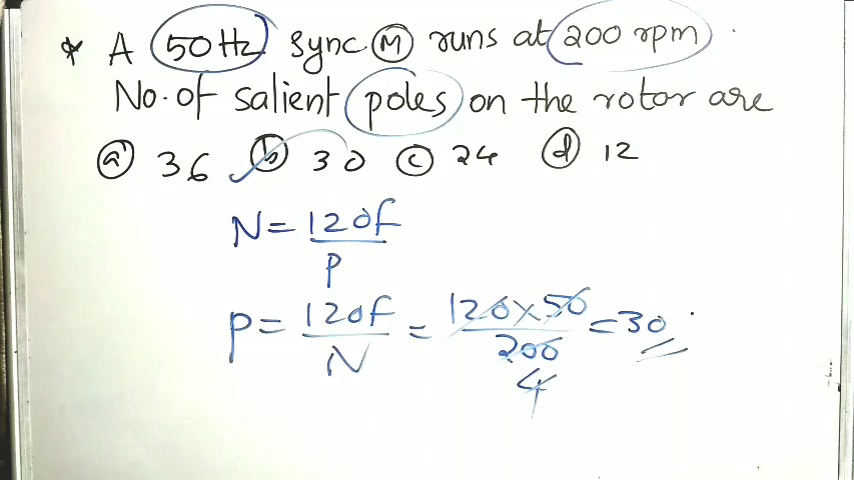 * A 50Hz sync M runs at 200 rpm.
No. of salient poles on the rotor are
a 36 b 30 c 24 d 12
N = 120f / P
P = 120f / N = 120 x 50 / 200 = 30
4